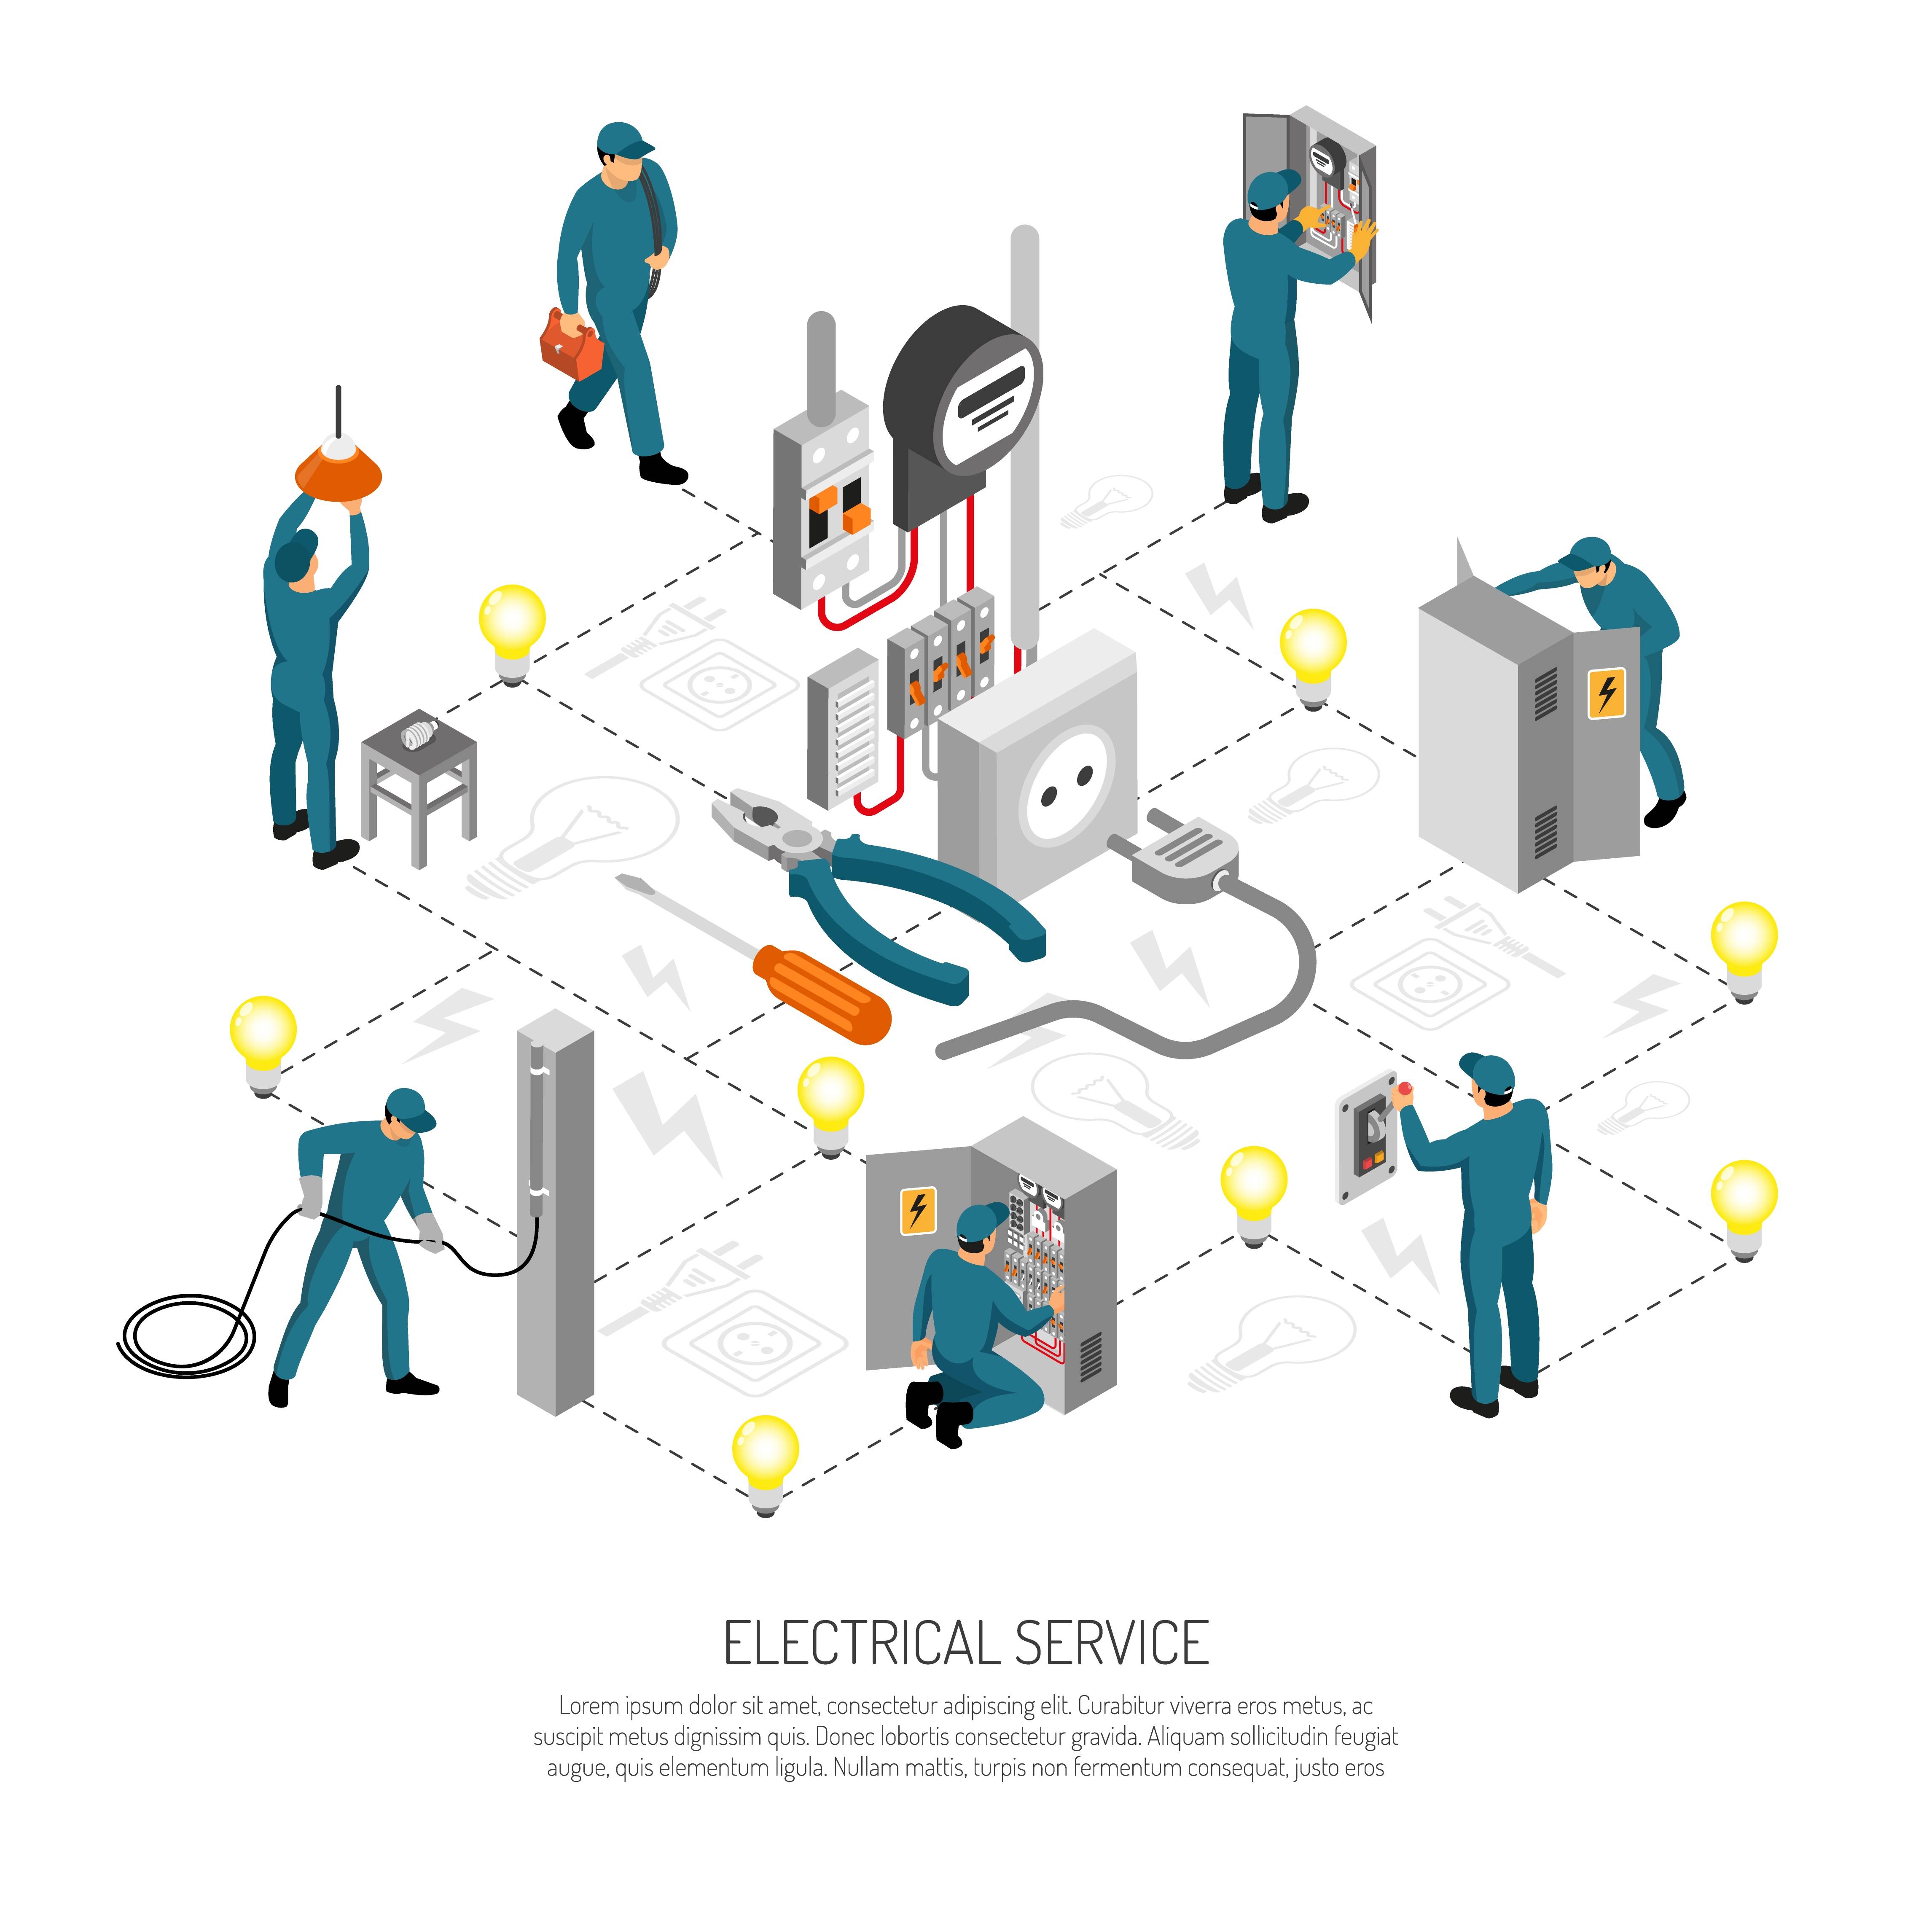 ELECTRICAL SERVICE
Lorem ipsum dolor sit amet, consectetur adipiscing elit. Curabitur viverra eros metus, ac
suscipit metus dignissim quis. Donec lobortis consectetur gravida. Aliquam sollicitudin feugiat
augue, quis elementum ligula. Nullam mattis, turpis non fermentum consequat, justo eros